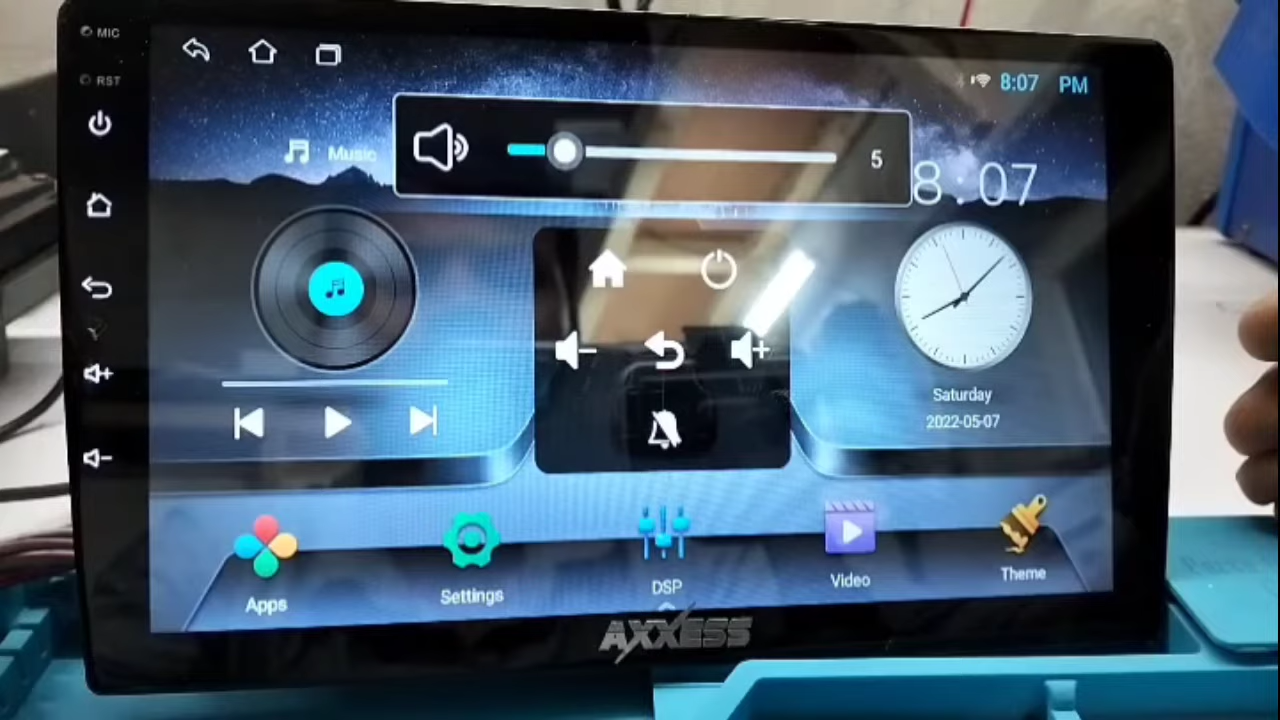 MIC
RST
8:07 PM
Music
5
8:07
Saturday
2022-05-07
Apps
Settings
DSP
Video
Theme
AXXESS